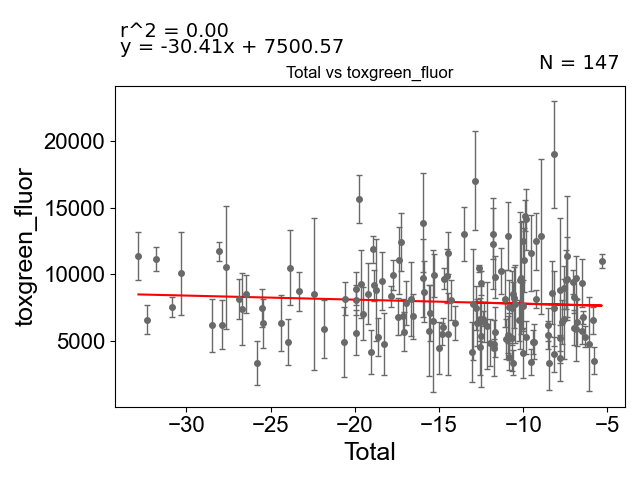 r^2 = 0.00
y = -30.41x + 7500.57
N = 147
Total vs toxgreen_fluor
20000
15000
10000
5000
toxgreen_fluor
−30
−25
−20
−15
−10
−5
Total